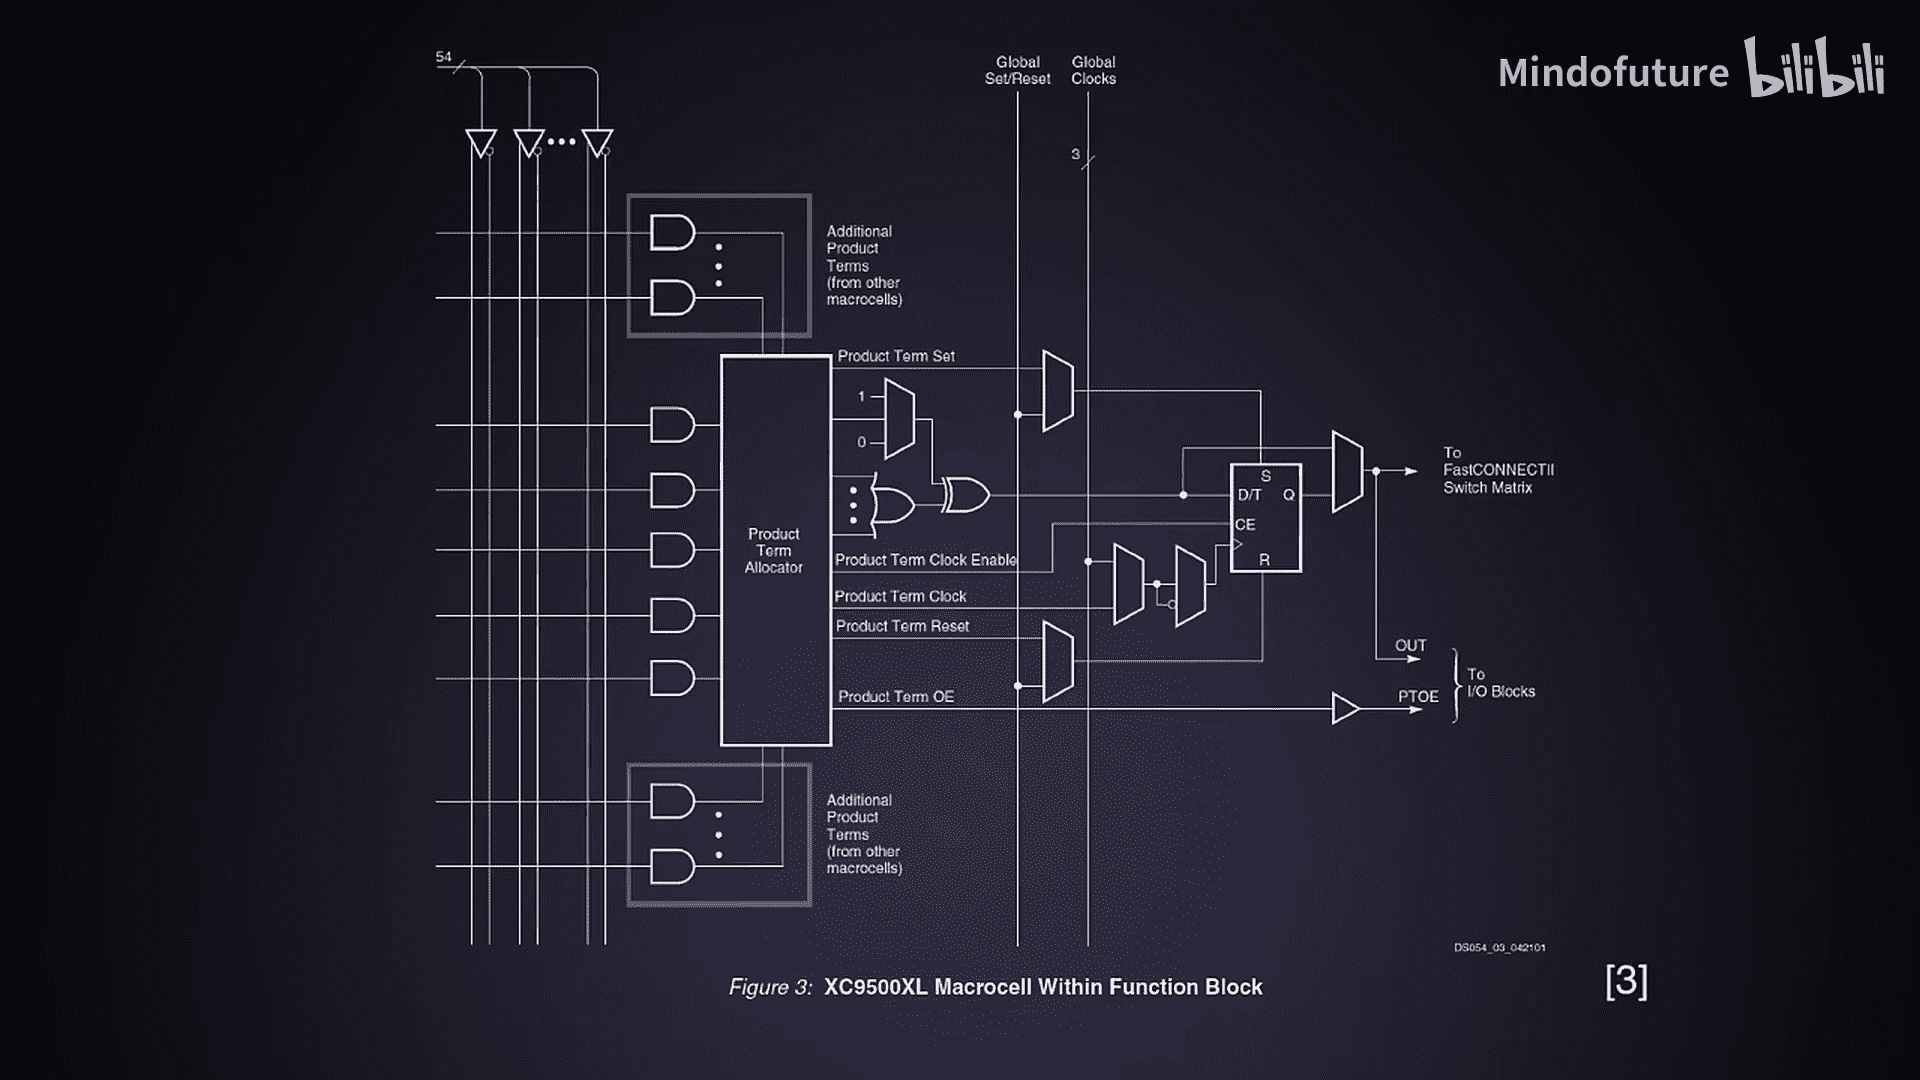 Mindofuture bilibili
54
Global
Set/Reset
Global
Clocks
3
Additional
Product
Terms
(from other
macrocells)
Product Term Set
1
0
Product
Term
Allocator
S
D/T
Q
CE
R
To
FastCONNECTII
Switch Matrix
Product Term Clock Enable
Product Term Clock
Product Term Reset
Product Term OE
OUT
PTOE
To
I/O Blocks
Additional
Product
Terms
(from other
macrocells)
DS054_03_042101
Figure 3: XC9500XL Macrocell Within Function Block
[3]